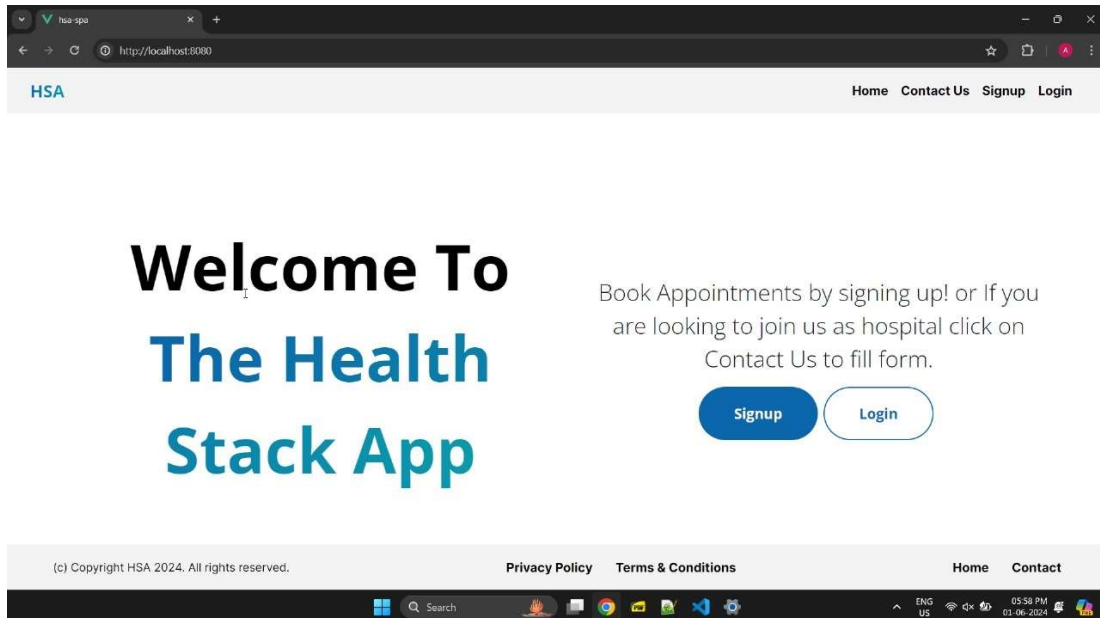 hsa-spa
http://localhost:8080
A
HSA
Home Contact Us Signup Login
Welcome To
The Health
Stack App
Book Appointments by signing up! or If you
are looking to join us as hospital click on
Contact Us to fill form.
Signup Login
(c) Copyright HSA 2024. All rights reserved. Privacy Policy Terms & Conditions Home Contact
Search
ENG
US
05:58 PM
01-06-2024